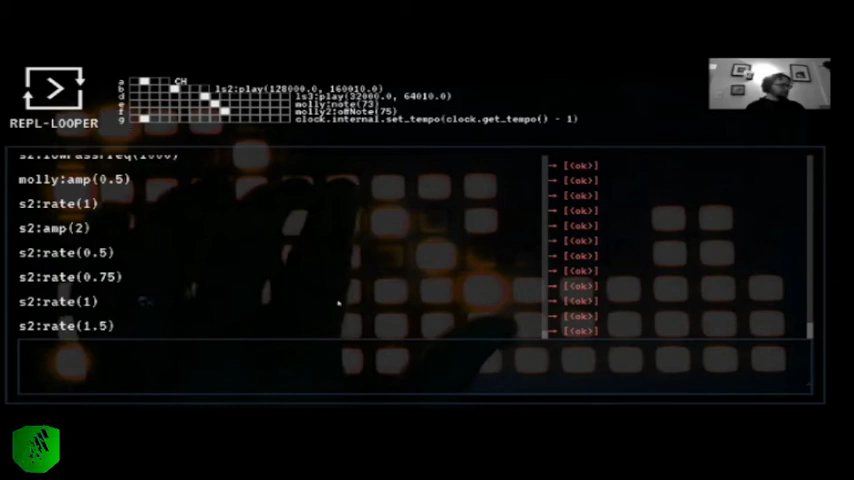 a CH
b ls2:play(128000.0, 160010.0)
d ls3:play(32000.0, 64010.0)
e molly:note(73)
f molly2:offNote(75)
g clock.internal.set_tempo(clock.get_tempo() - 1)
REPL-LOOPER
s2:lowPassFreq(1000)
molly:amp(0.5)
s2:rate(1)
s2:amp(2)
s2:rate(0.5)
s2:rate(0.75)
s2:rate(1)
s2:rate(1.5)
→ [<ok>]
→ [<ok>]
→ [<ok>]
→ [<ok>]
→ [<ok>]
→ [<ok>]
→ [<ok>]
→ [<ok>]
→ [<ok>]
→ [<ok>]
→ [<ok>]
→ [<ok>]